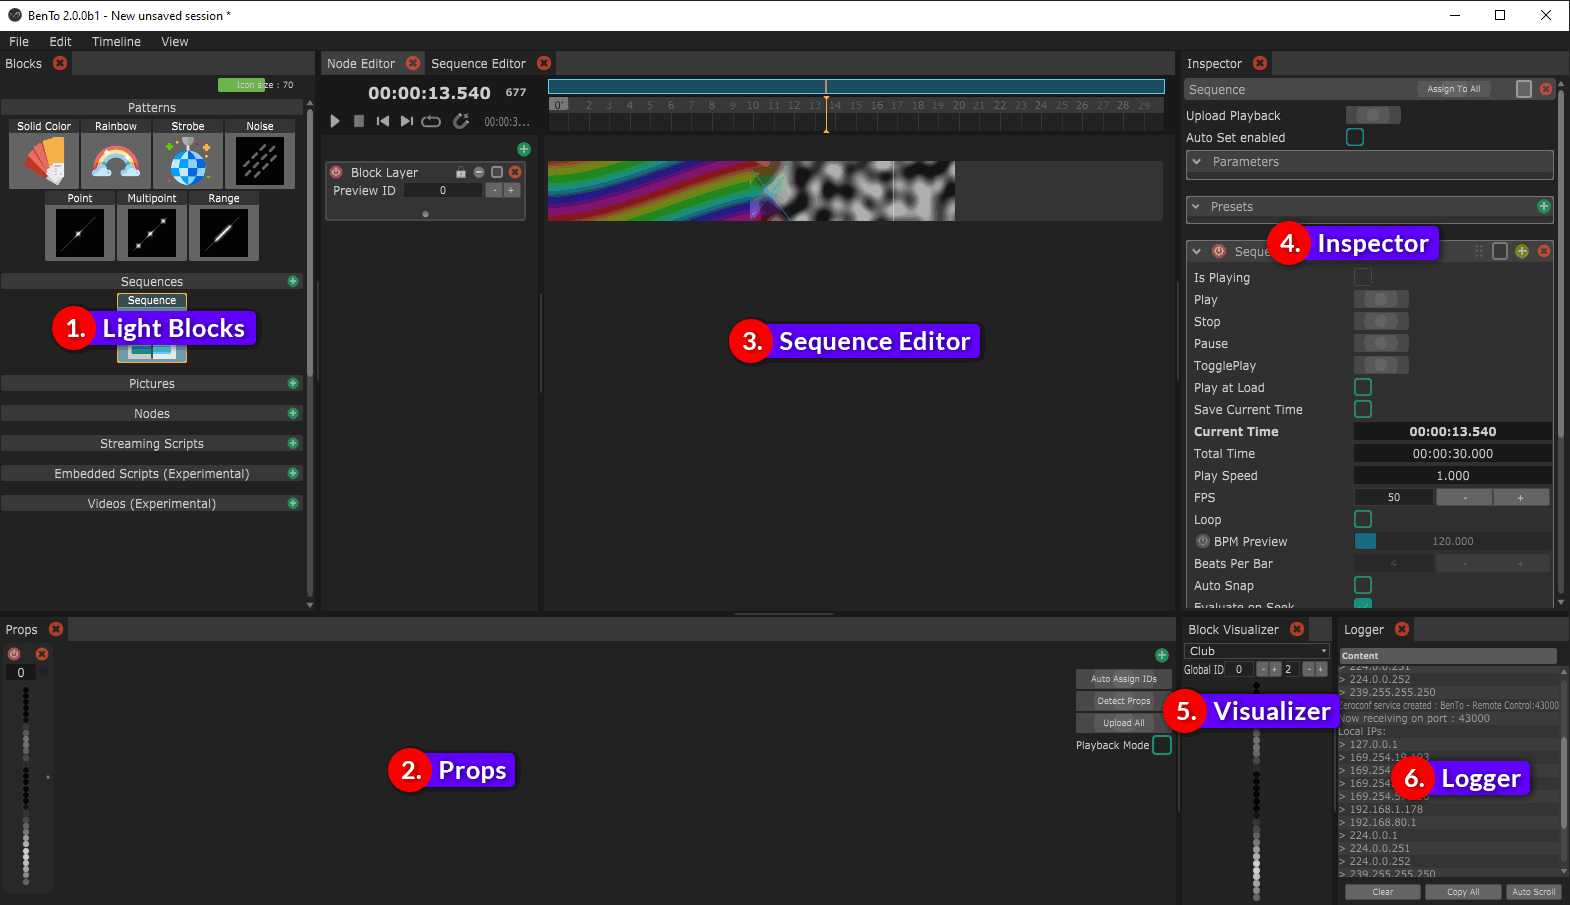 BenTo 2.0.0b1 - New unsaved session *
File Edit Timeline View
Blocks
Icon size : 70
Patterns
Solid Color Rainbow Strobe Noise
Point Multipoint Range
Sequences
Sequence
1. Light Blocks
Pictures
Nodes
Streaming Scripts
Embedded Scripts (Experimental)
Videos (Experimental)
Node Editor Sequence Editor
00:00:13.540 677
00:00:3...
0' 2 3 4 5 6 7 8 9 10 11 12 13 14 15 16 17 18 19 20 21 22 23 24 25 26 27 28 29
Block Layer
Preview ID 0 - +
3. Sequence Editor
Inspector
Sequence Assign To All
Upload Playback
Auto Set enabled
Parameters
Presets
4. Inspector
Is Playing
Play
Stop
Pause
TogglePlay
Play at Load
Save Current Time
Current Time 00:00:13.540
Total Time 00:00:30.000
Play Speed 1.000
FPS 50 - +
Loop
BPM Preview 120.000
Beats Per Bar 4 - +
Auto Snap
Evaluate on Seek
Props
0
2. Props
Auto Assign IDs
Detect Props
Upload All
Playback Mode
Block Visualizer
Club
Global ID 0 - + 2 - +
5. Visualizer
Logger
Content
> 224.0.0.251
> 224.0.0.252
> 239.255.255.250
Zeroconf service created : BenTo - Remote Control:43000
Now receiving on port : 43000
Local IPs:
> 127.0.0.1
> 169.254.19.193
> 169.254
> 169.254
> 169.254
6. Logger
> 192.168.1.178
> 192.168.80.1
> 224.0.0.1
> 224.0.0.251
> 224.0.0.252
> 239.255.255.250
Clear Copy All Auto Scroll